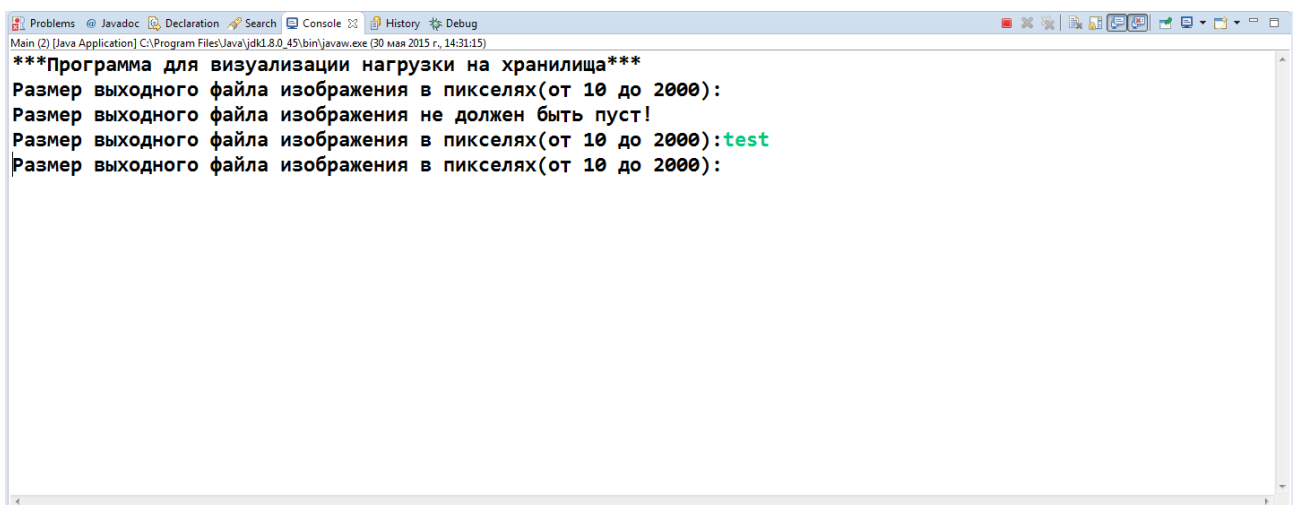 Problems @ Javadoc Declaration Search Console History Debug
Main (2) [Java Application] C:\Program Files\Java\jdk1.8.0_45\bin\javaw.exe (30 мая 2015 г., 14:31:15)
***Программа для визуализации нагрузки на хранилища***
Размер выходного файла изображения в пикселях(от 10 до 2000):
Размер выходного файла изображения не должен быть пуст!
Размер выходного файла изображения в пикселях(от 10 до 2000):test
Размер выходного файла изображения в пикселях(от 10 до 2000):